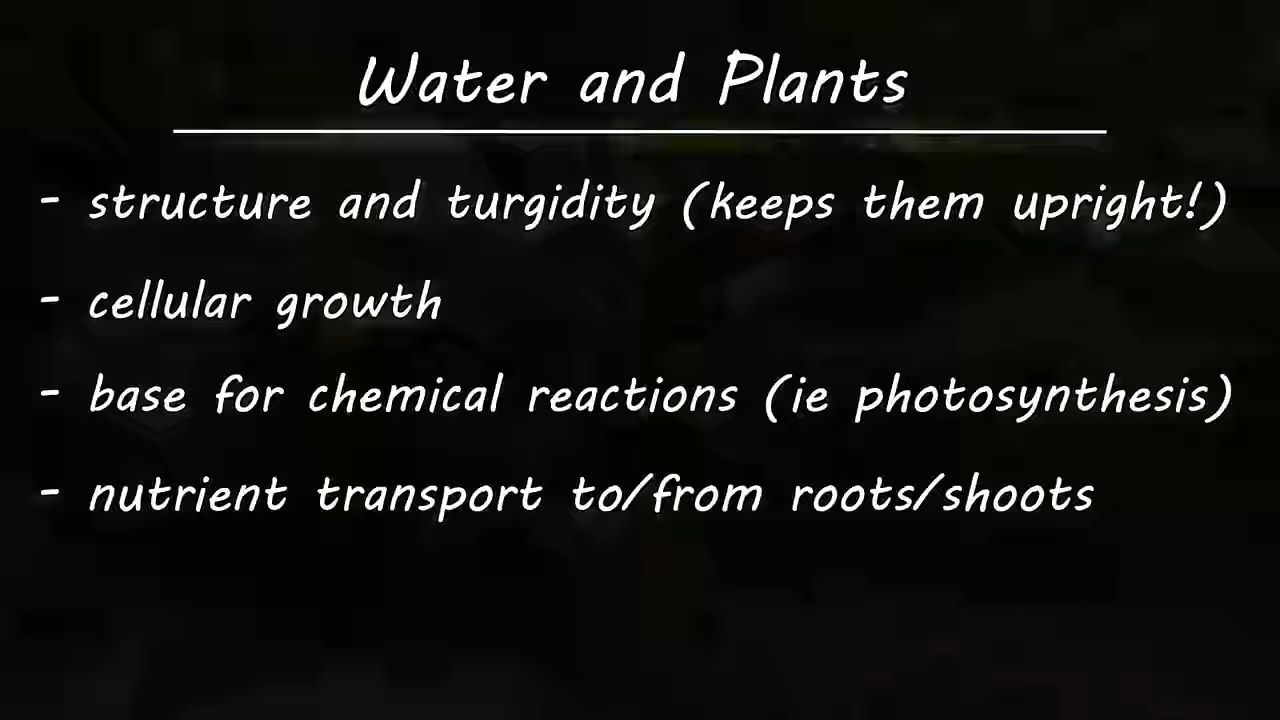 Water and Plants
- structure and turgidity (keeps them upright!)
- cellular growth
- base for chemical reactions (ie photosynthesis)
- nutrient transport to/from roots/shoots